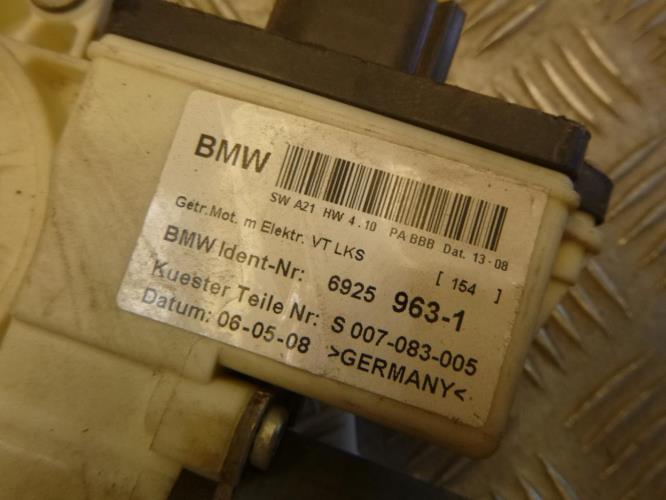 BMW
SW A21 HW 4.10 PA BBB Dat. 13-08
Getr.Mot. m Elektr. VT LKS [ 154 ]
BMW Ident-Nr: 6925 963-1
Kuester Teile Nr: S 007-083-005
Datum: 06-05-08 >GERMANY<